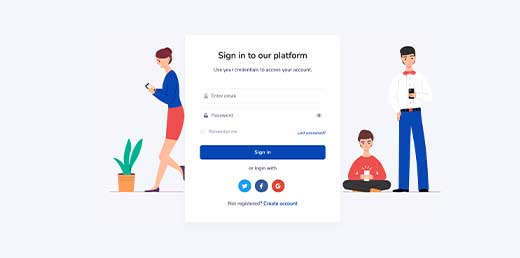 Sign in to our platform
Use your credentials to access your account.
Enter email
Password
Remember me
Lost password?
Sign in
or login with
Not registered? Create account